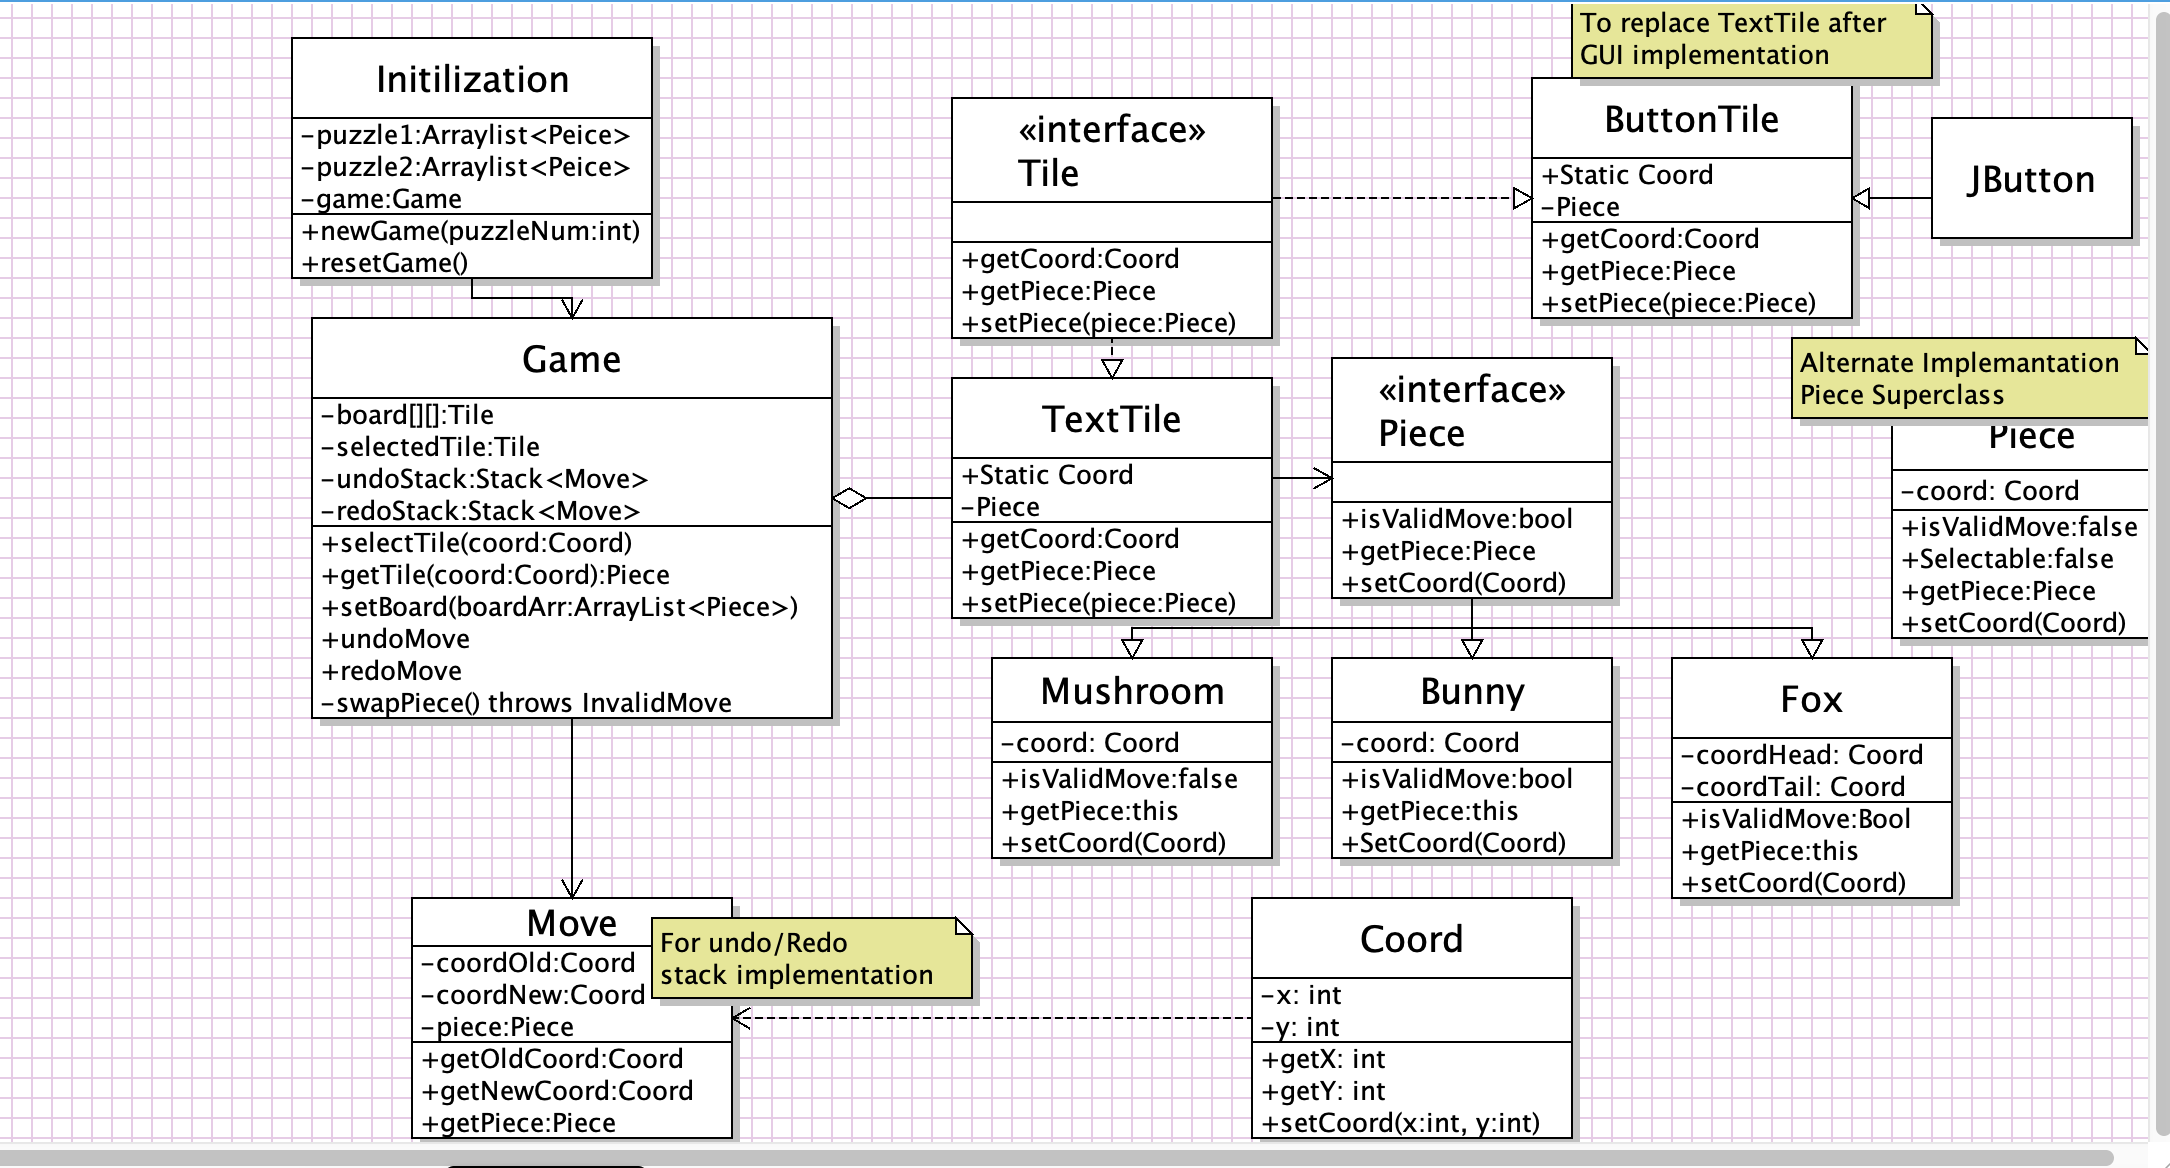 Initilization
-puzzle1:Arraylist<Peice>
-puzzle2:Arraylist<Peice>
-game:Game
+newGame(puzzleNum:int)
+resetGame()
Game
-board[][]:Tile
-selectedTile:Tile
-undoStack:Stack<Move>
-redoStack:Stack<Move>
+selectTile(coord:Coord)
+getTile(coord:Coord):Piece
+setBoard(boardArr:ArrayList<Piece>)
+undoMove
+redoMove
-swapPiece() throws InvalidMove
Move
-coordOld:Coord
-coordNew:Coord
-piece:Piece
+getOldCoord:Coord
+getNewCoord:Coord
+getPiece:Piece
For undo/Redo
stack implementation
«interface»
Tile
+getCoord:Coord
+getPiece:Piece
+setPiece(piece:Piece)
TextTile
+Static Coord
-Piece
+getCoord:Coord
+getPiece:Piece
+setPiece(piece:Piece)
To replace TextTile after
GUI implementation
ButtonTile
+Static Coord
-Piece
+getCoord:Coord
+getPiece:Piece
+setPiece(piece:Piece)
JButton
«interface»
Piece
+isValidMove:bool
+getPiece:Piece
+setCoord(Coord)
Alternate Implemantation
Piece Superclass
Piece
-coord: Coord
+isValidMove:false
+Selectable:false
+getPiece:Piece
+setCoord(Coord)
Mushroom
-coord: Coord
+isValidMove:false
+getPiece:this
+setCoord(Coord)
Bunny
-coord: Coord
+isValidMove:bool
+getPiece:this
+SetCoord(Coord)
Fox
-coordHead: Coord
-coordTail: Coord
+isValidMove:Bool
+getPiece:this
+setCoord(Coord)
Coord
-x: int
-y: int
+getX: int
+getY: int
+setCoord(x:int, y:int)